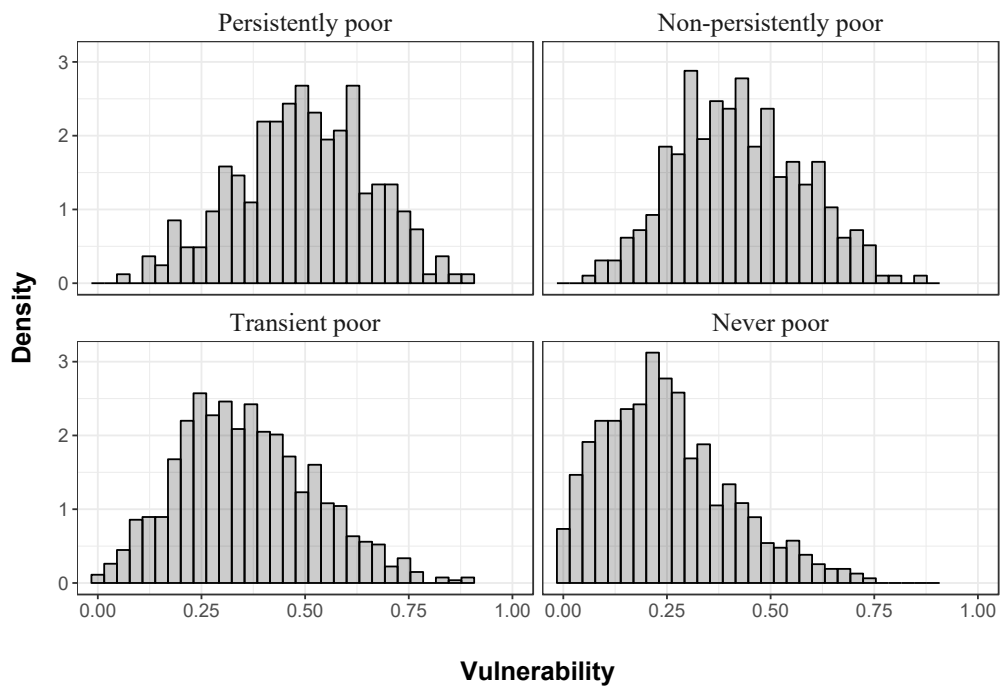 Persistently poor
Non-persistently poor
3
2
1
0
Transient poor
Never poor
3
2
1
0
0.00 0.25 0.50 0.75 1.00
0.00 0.25 0.50 0.75 1.00
Density
Vulnerability